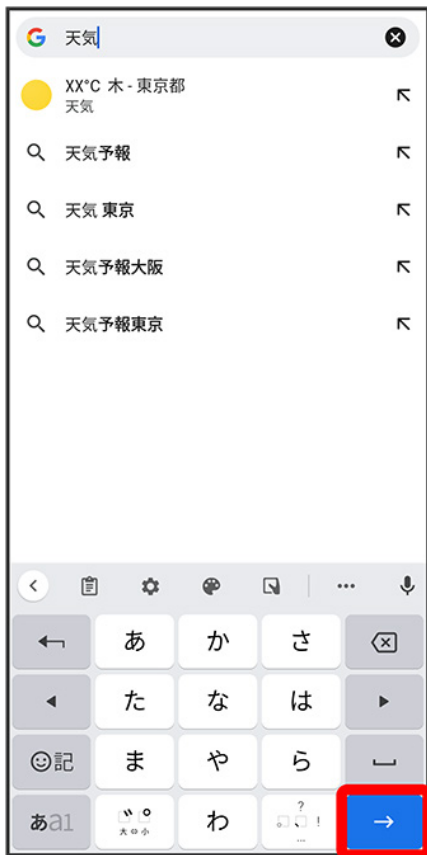 天気
XX°C 木 - 東京都
天気
天気予報
天気 東京
天気予報大阪
天気予報東京
あ か さ
た な は
記 ま や ら
あa1 大⇔小 わ 。、?!…